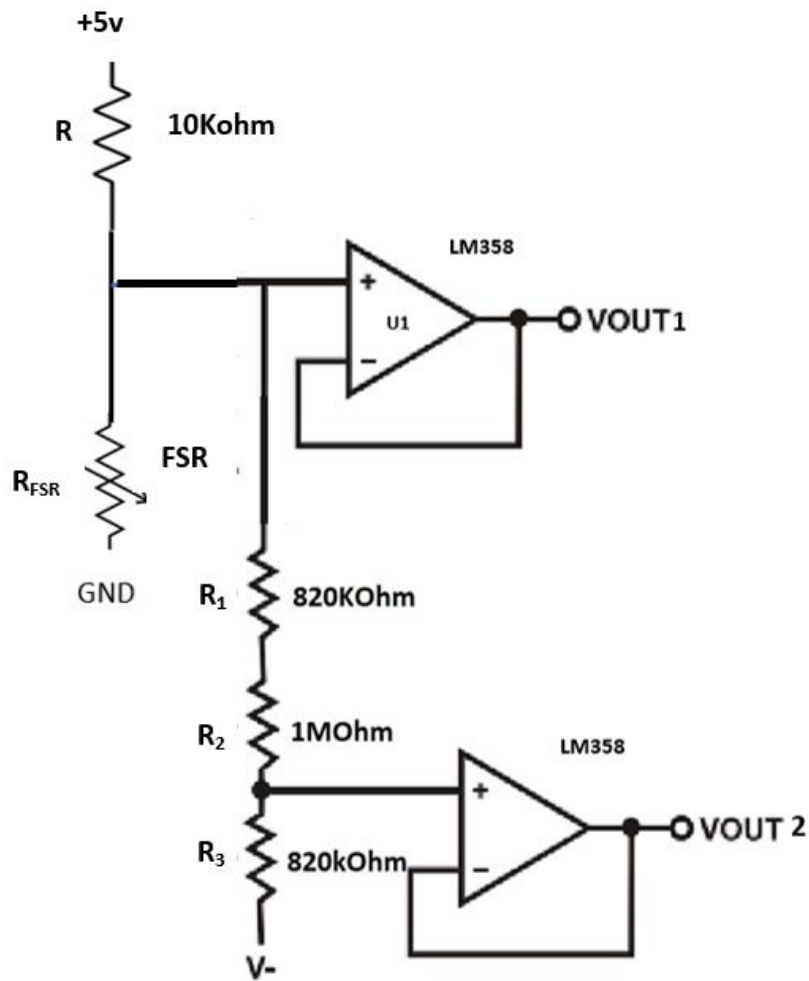 +5v
R 10Kohm
LM358
+
U1
VOUT1
−
FSR
RFSR
GND
R1 820KOhm
R2 1MOhm
LM358
+
VOUT 2
R3 820kOhm
−
V-